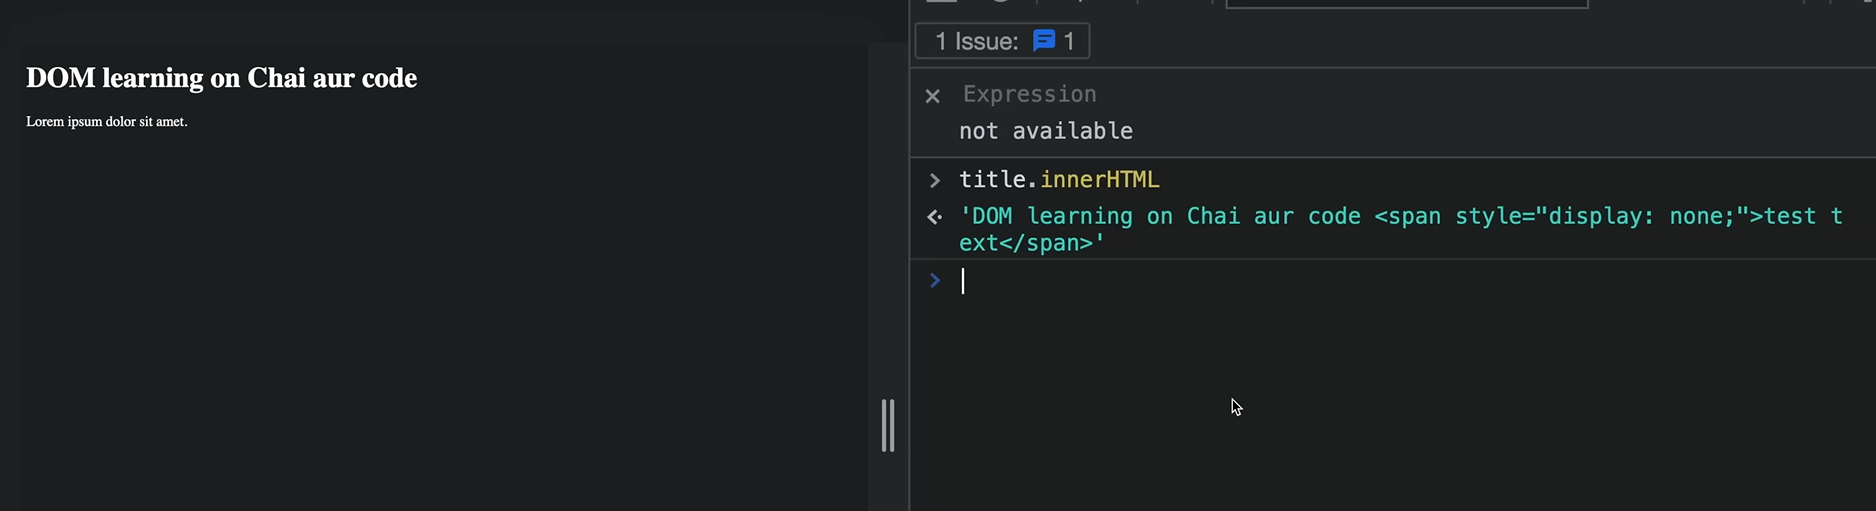 DOM learning on Chai aur code
Lorem ipsum dolor sit amet.
1 Issue: 1
Expression
not available
title.innerHTML
'DOM learning on Chai aur code <span style="display: none;">test t
ext</span>'